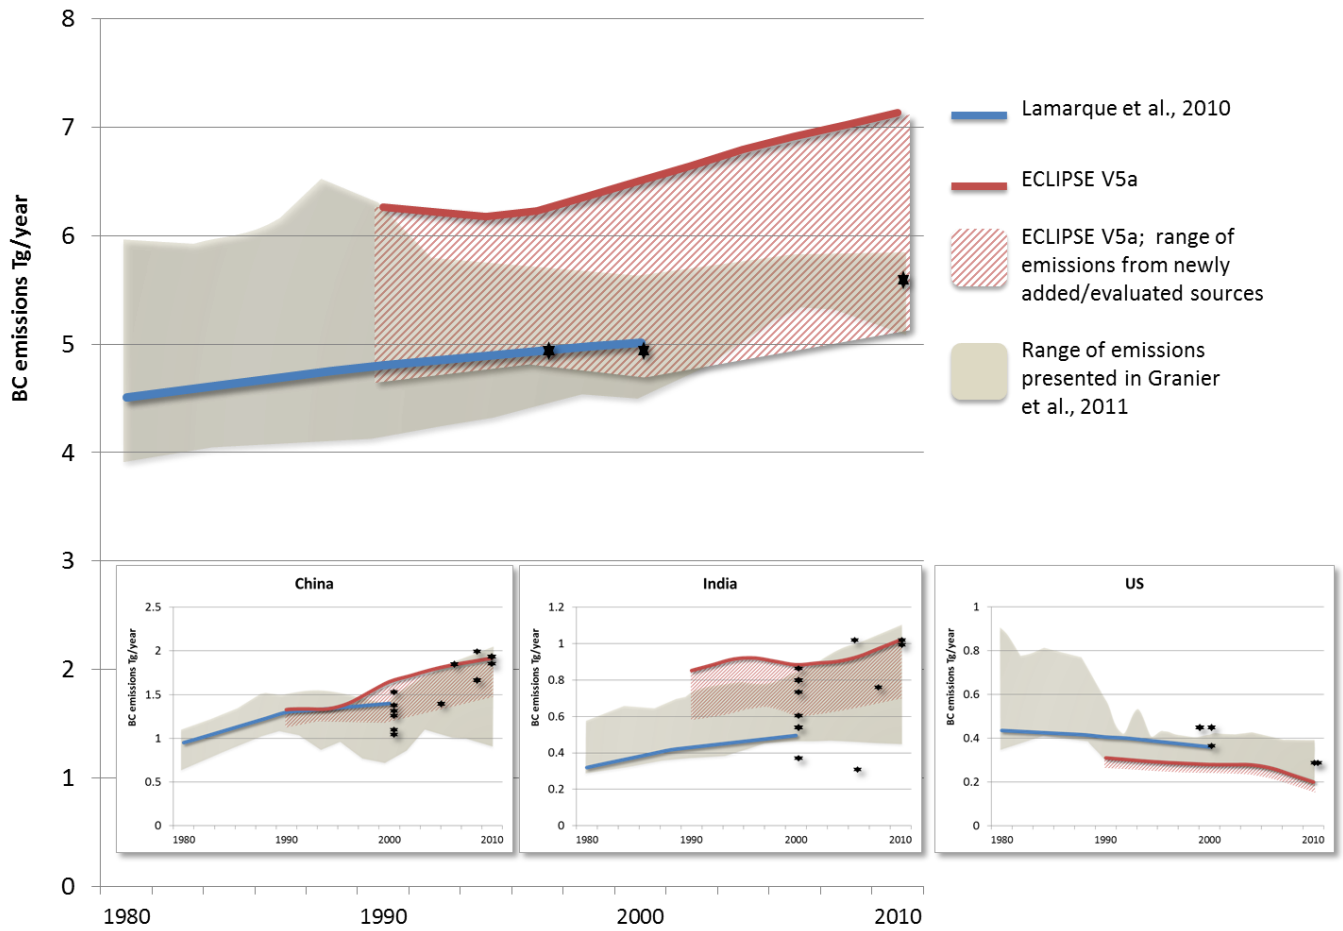 8
7
6
5
4
3
2
1
0
BC emissions Tg/year
1980
1990
2000
2010
Lamarque et al., 2010
ECLIPSE V5a
ECLIPSE V5a; range of
emissions from newly
added/evaluated sources
Range of emissions
presented in Granier
et al., 2011
China
BC emissions Tg/year
2.5
2
1.5
1
0.5
0
1980
1990
2000
2010
India
BC emissions Tg/year
1.2
1
0.8
0.6
0.4
0.2
0
1980
1990
2000
2010
US
BC emissions Tg/year
1
0.8
0.6
0.4
0.2
0
1980
1990
2000
2010